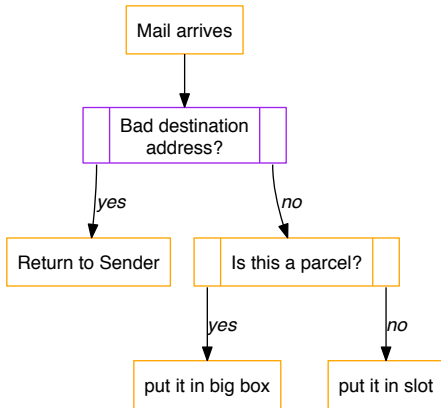 Mail arrives
Bad destination
address?
yes
no
Return to Sender
Is this a parcel?
yes
no
put it in big box
put it in slot